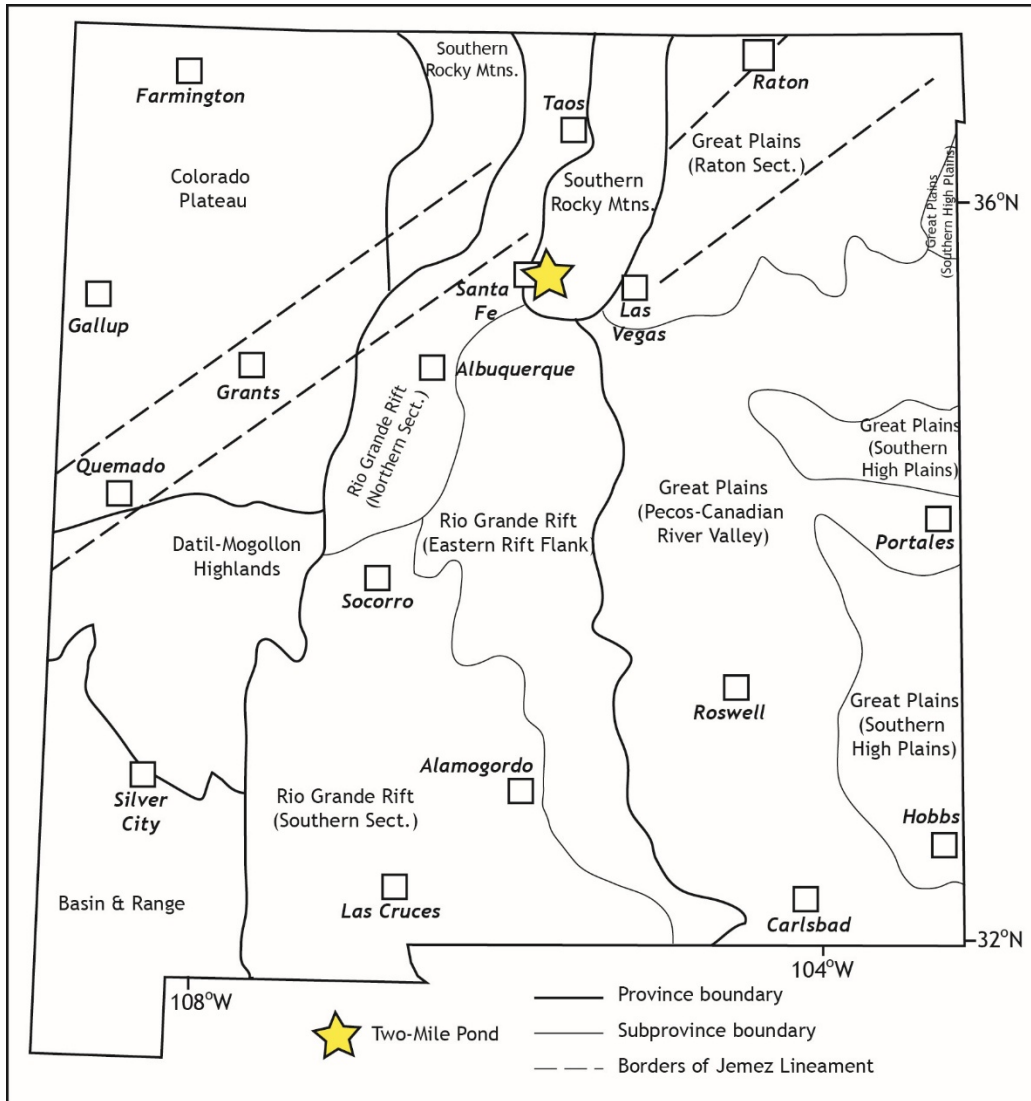 Southern
Rocky Mtns.
Farmington
Raton
Taos
Great Plains
(Raton Sect.)
Colorado
Plateau
Southern
Rocky Mtns.
Great Plains
(Southern High Plains)
36°N
Santa
Fe
Las
Vegas
Gallup
Grants
Albuquerque
Rio Grande Rift
(Northern Sect.)
Great Plains
(Southern
High Plains)
Quemado
Great Plains
(Pecos-Canadian
River Valley)
Rio Grande Rift
(Eastern Rift Flank)
Portales
Datil-Mogollon
Highlands
Socorro
Roswell
Great Plains
(Southern
High Plains)
Alamogordo
Silver
City
Rio Grande Rift
(Southern Sect.)
Hobbs
Basin & Range
Las Cruces
Carlsbad
32°N
104°W
108°W
Province boundary
Two-Mile Pond
Subprovince boundary
Borders of Jemez Lineament